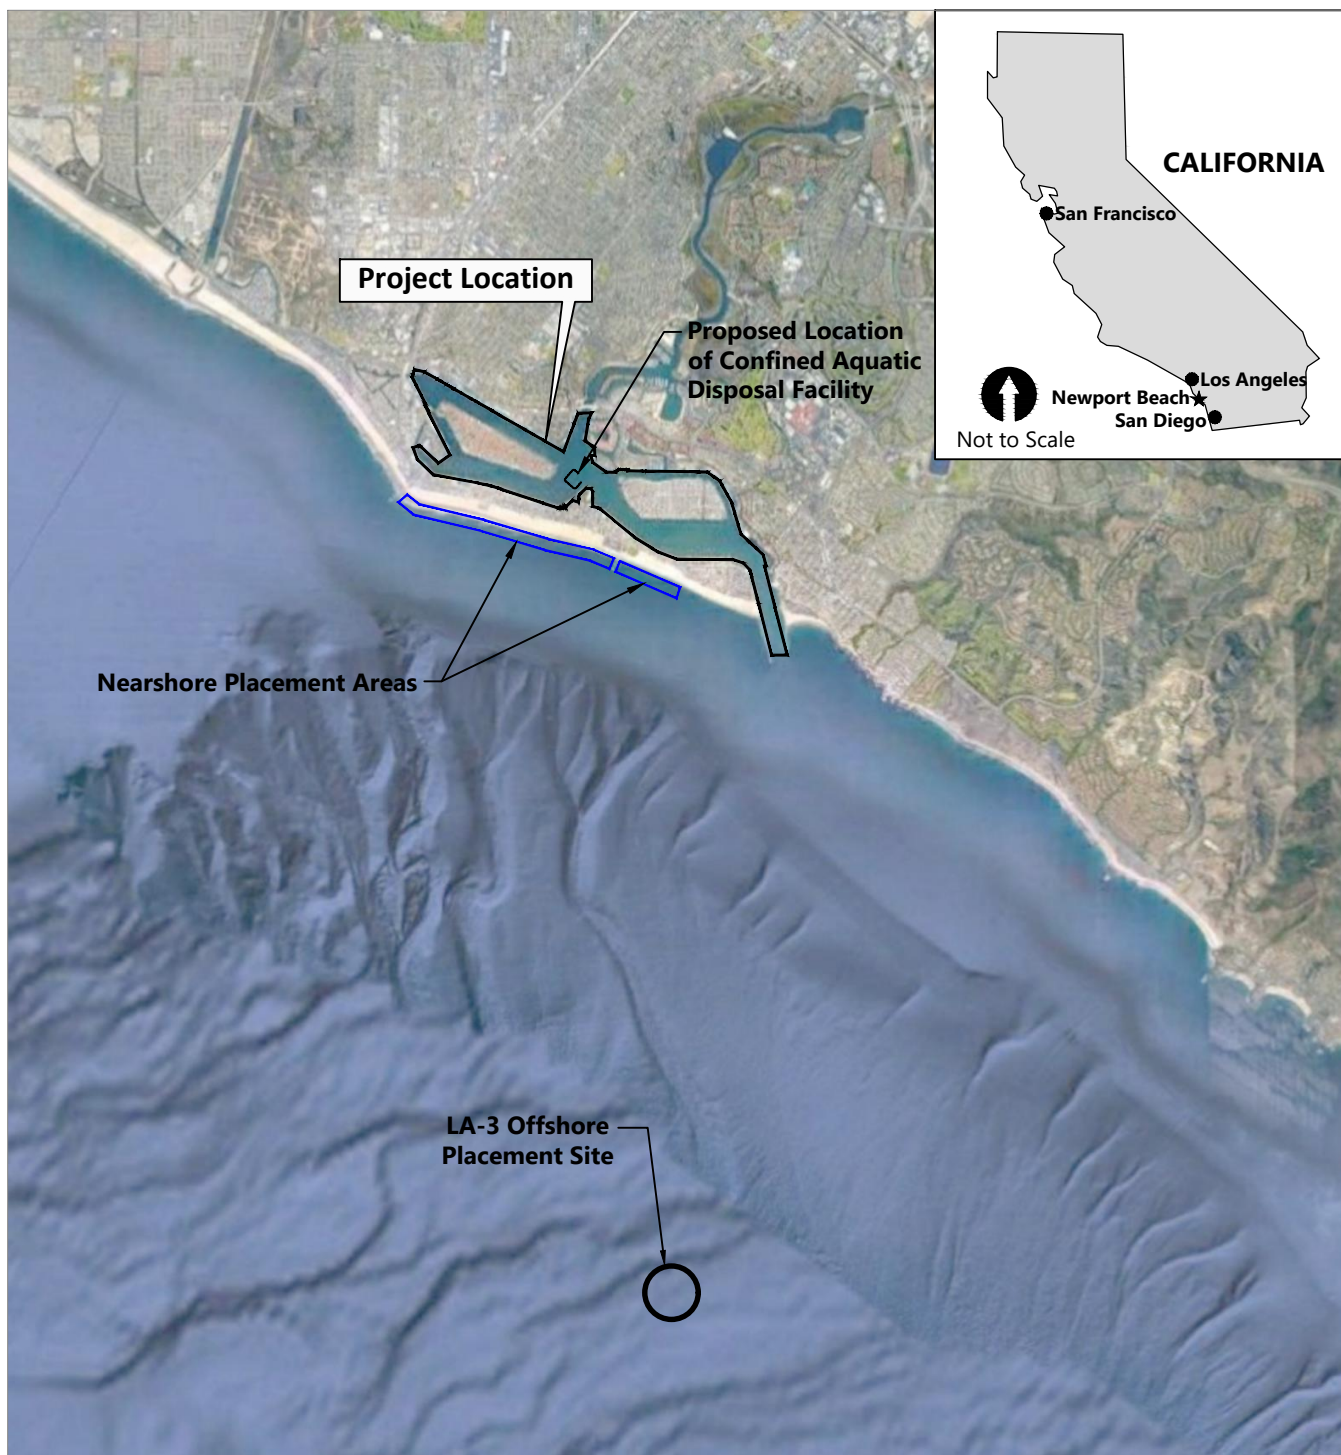 CALIFORNIA
San Francisco
Los Angeles
Newport Beach
San Diego
Not to Scale
Project Location
Proposed Location
of Confined Aquatic
Disposal Facility
Nearshore Placement Areas
LA-3 Offshore
Placement Site